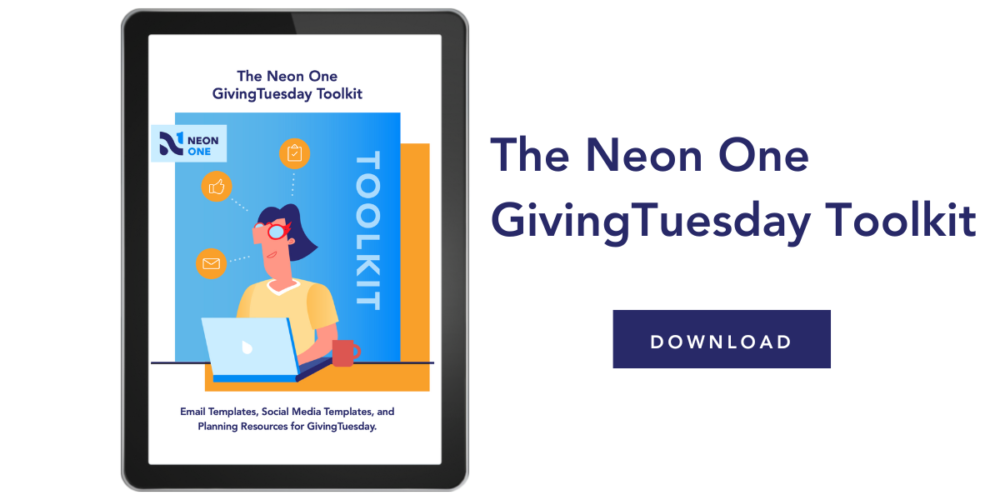 The Neon One
GivingTuesday Toolkit
NEON
ONE
TOOLKIT
Email Templates, Social Media Templates, and
Planning Resources for GivingTuesday.
The Neon One
GivingTuesday Toolkit
DOWNLOAD